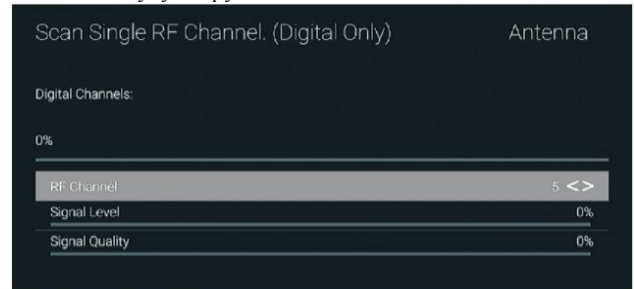 Scan Single RF Channel. (Digital Only) Antenna
Digital Channels:
0%
RF Channel 5 <>
Signal Level 0%
Signal Quality 0%